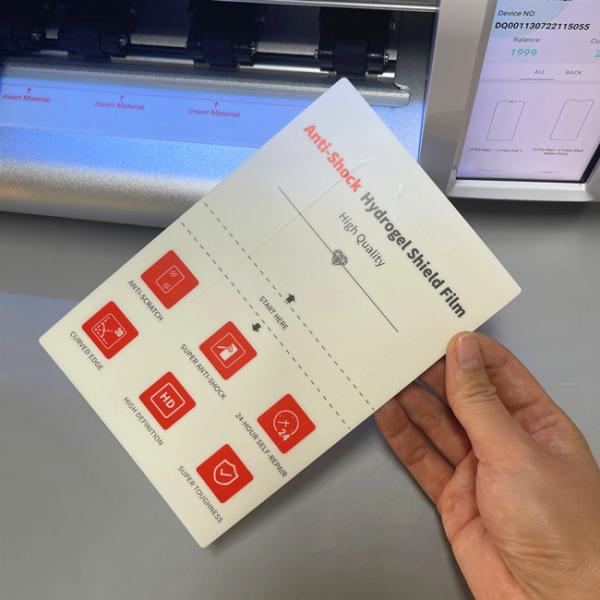 Device NO:
DQ001130722115055
Balance:
1999
ALL
BACK
Insert Material
Insert Material
Insert Material
Anti-Shock Hydrogel Shield Film
High Quality
START HERE
ANTI-SCRATCH
30
CURVED EDGE
SUPER ANTI-SHOCK
HD
HIGH DEFINITION
24
24-HOUR SELF-REPAIR
SUPER TOUGHNESS